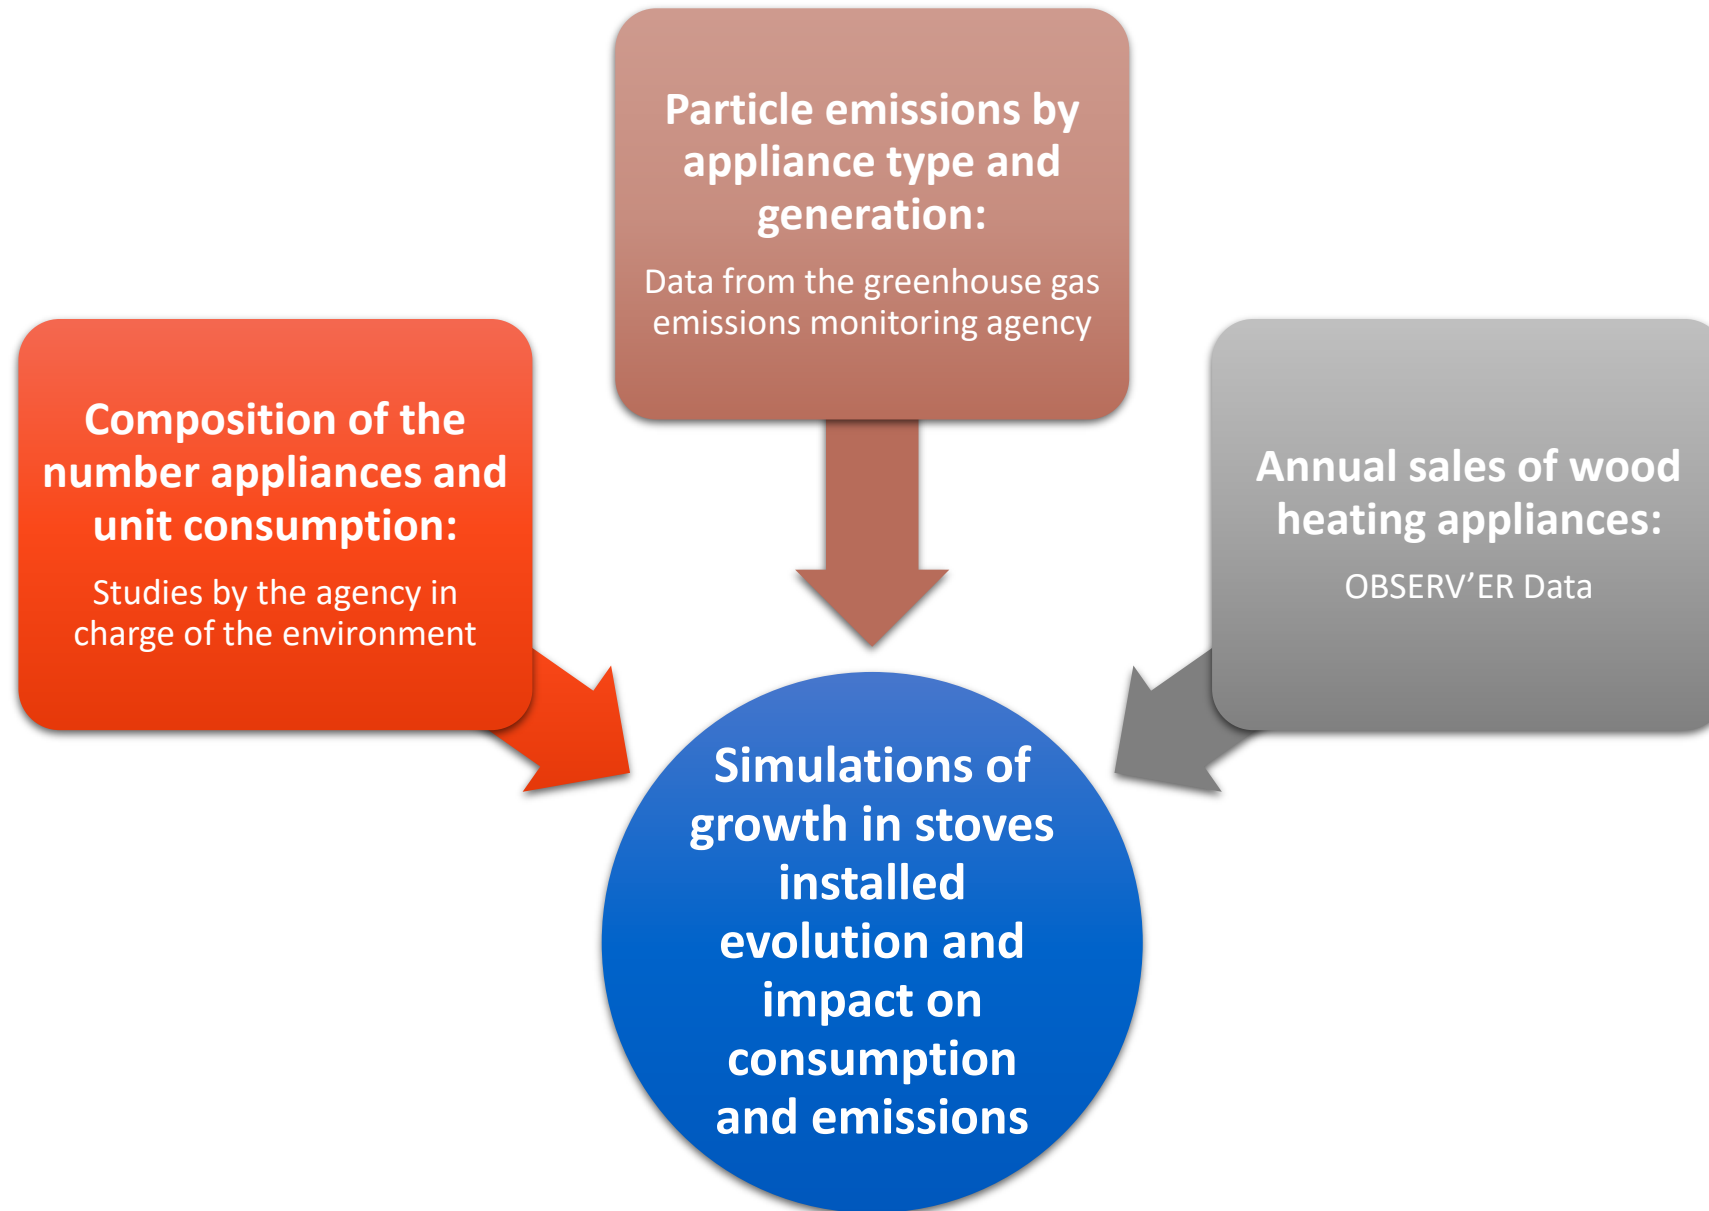 Particle emissions by
appliance type and
generation:
Data from the greenhouse gas
emissions monitoring agency
Composition of the
number appliances and
unit consumption:
Studies by the agency in
charge of the environment
Annual sales of wood
heating appliances:
OBSERV’ER Data
Simulations of
growth in stoves
installed
evolution and
impact on
consumption
and emissions